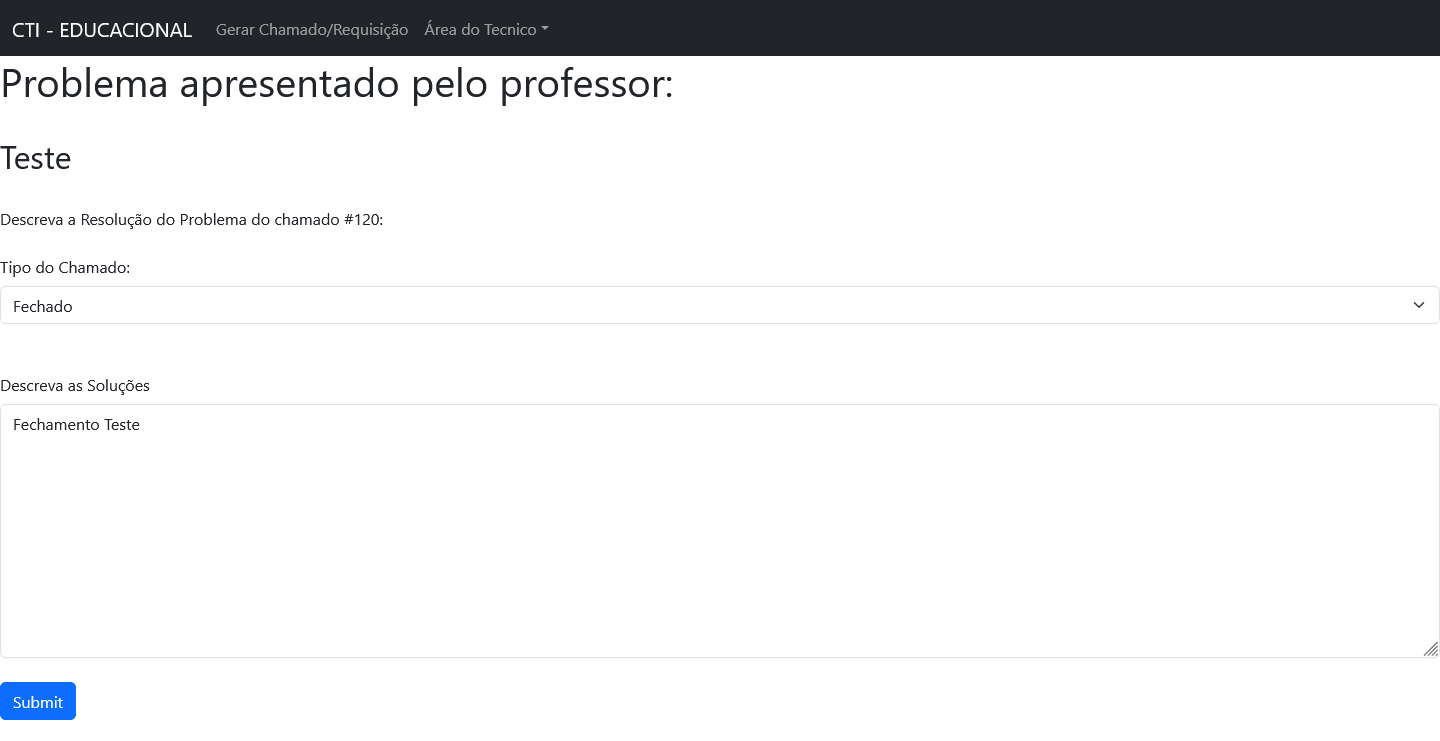 CTI - EDUCACIONAL Gerar Chamado/Requisição Área do Tecnico
Problema apresentado pelo professor:
Teste
Descreva a Resolução do Problema do chamado #120:
Tipo do Chamado:
Fechado
Descreva as Soluções
Fechamento Teste
Submit